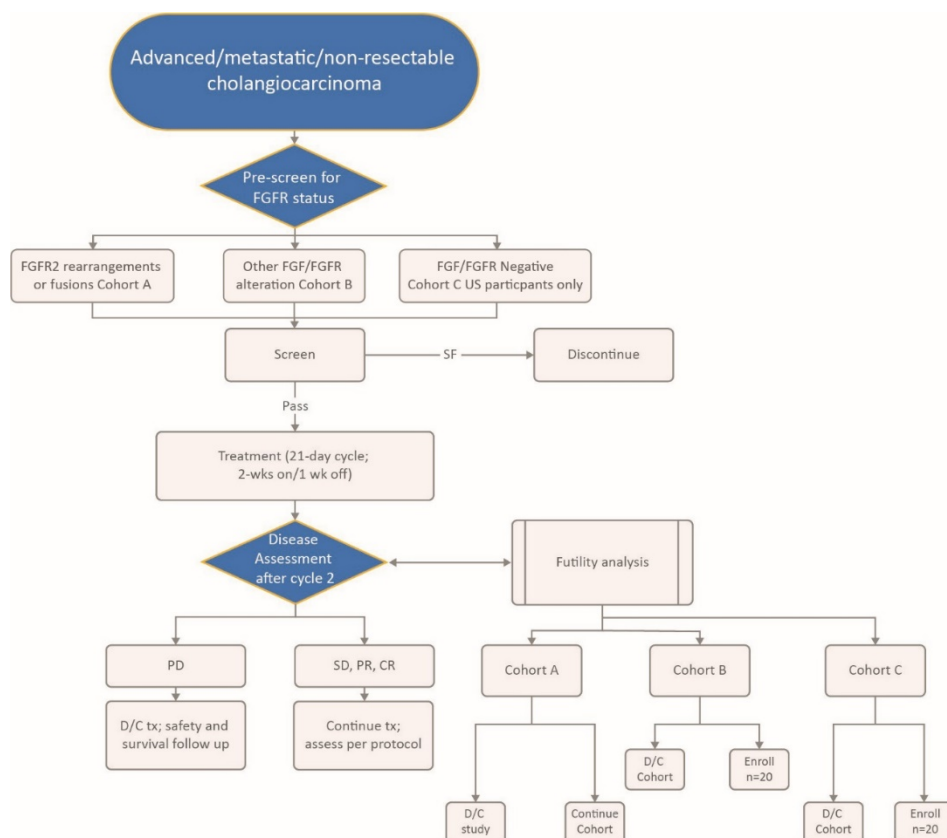 Advanced/metastatic/non-resectable
cholangiocarcinoma
Pre-screen for
FGFR status
FGFR2 rearrangements
or fusions Cohort A
Other FGF/FGFR
alteration Cohort B
FGF/FGFR Negative
Cohort C US particpants only
Screen
SF
Discontinue
Pass
Treatment (21-day cycle;
2-wks on/1 wk off)
Disease
Assessment
after cycle 2
Futility analysis
PD
SD, PR, CR
Cohort A
Cohort B
Cohort C
D/C tx; safety and
survival follow up
Continue tx;
assess per protocol
D/C
Cohort
Enroll
n=20
D/C
study
Continue
Cohort
D/C
Cohort
Enroll
n=20